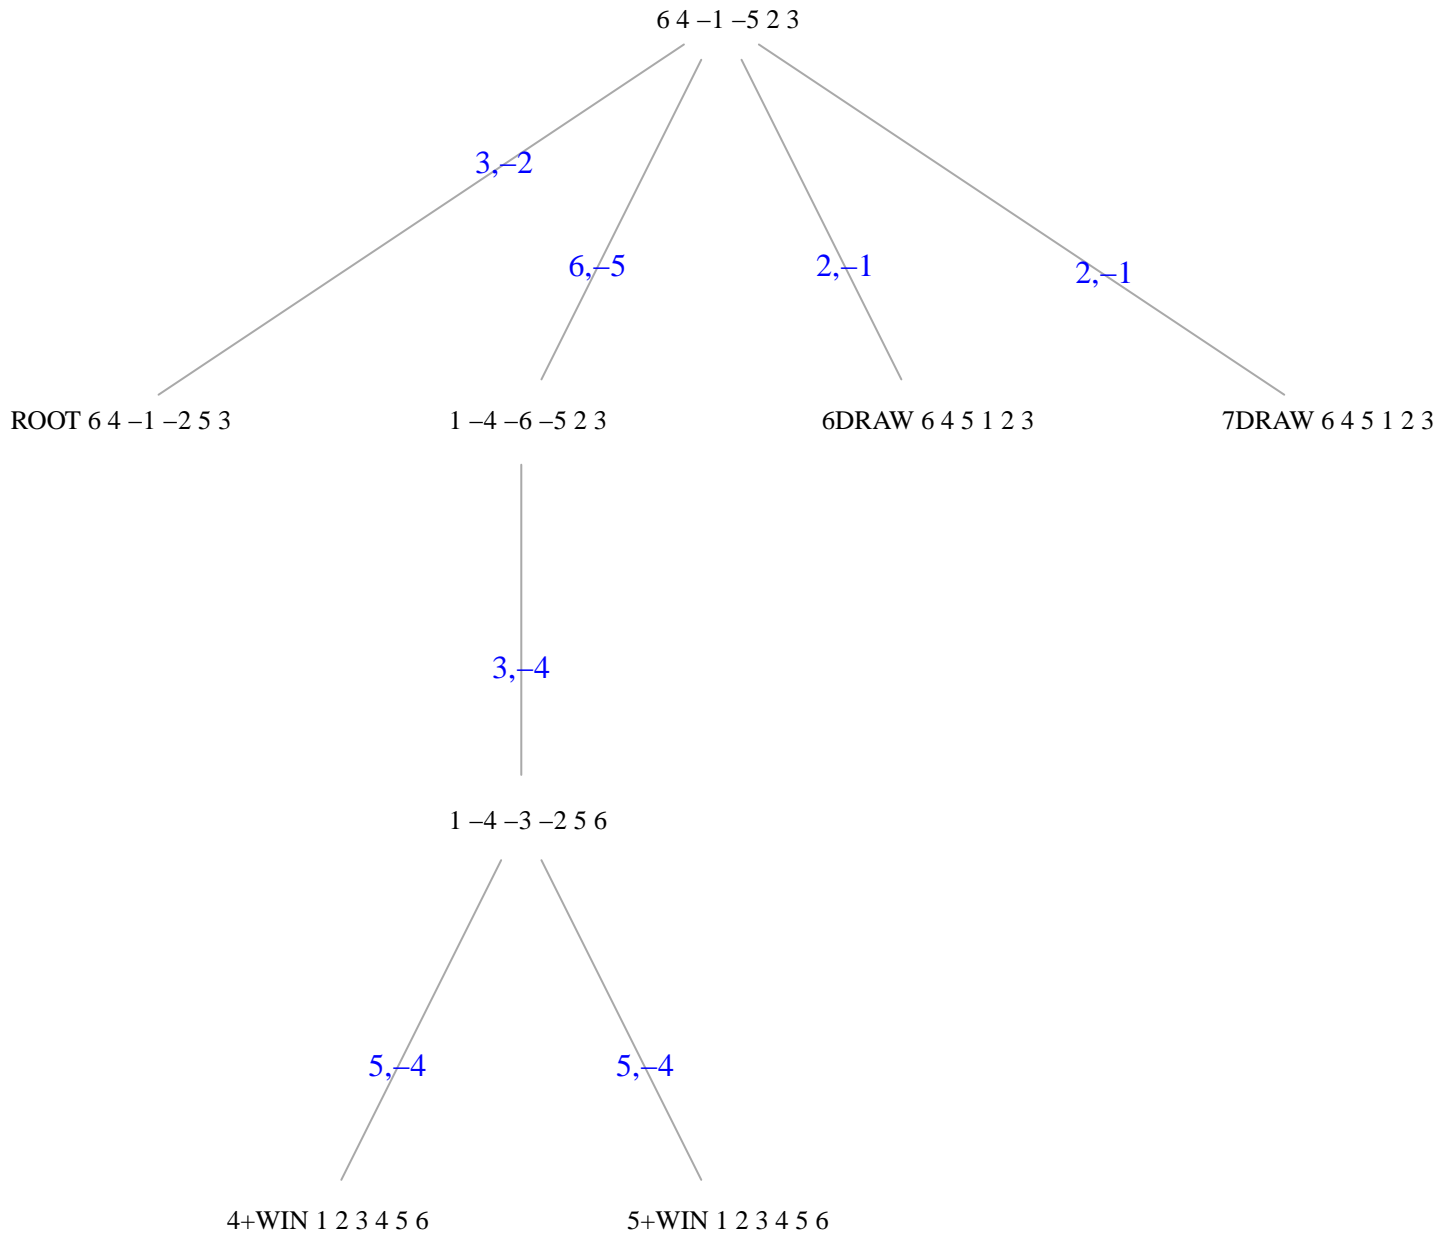 6 4 –1 –5 2 3
3,–2
6,–5
2,–1
2,–1
ROOT 6 4 –1 –2 5 3
1 –4 –6 –5 2 3
6DRAW 6 4 5 1 2 3
7DRAW 6 4 5 1 2 3
3,–4
1 –4 –3 –2 5 6
5,–4
5,–4
4+WIN 1 2 3 4 5 6
5+WIN 1 2 3 4 5 6